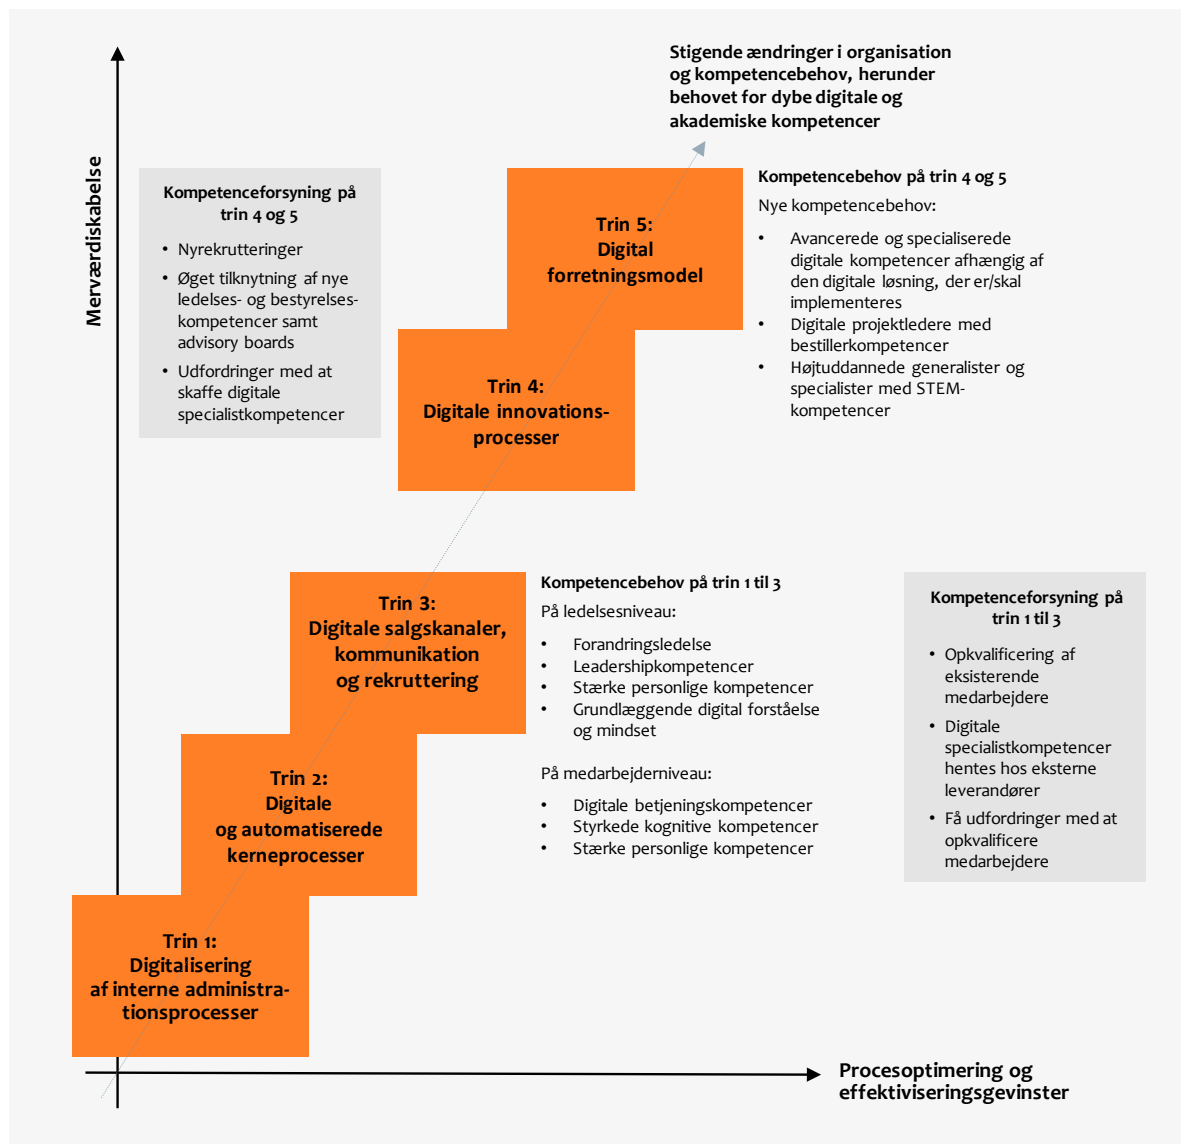 Stigende ændringer i organisation
og kompetencebehov, herunder
behovet for dybe digitale og
akademiske kompetencer
Merværdiskabelse
Kompetenceforsyning på
trin 4 og 5
• Nyrekrutteringer
• Øget tilknytning af nye
ledelses- og bestyrelses-
kompetencer samt
advisory boards
• Udfordringer med at
skaffe digitale
specialistkompetencer
Trin 5:
Digital
forretningsmodel
Kompetencebehov på trin 4 og 5
Nye kompetencebehov:
• Avancerede og specialiserede
digitale kompetencer afhængig af
den digitale løsning, der er/skal
implementeres
• Digitale projektledere med
bestillerkompetencer
• Højtuddannede generalister og
specialister med STEM-
kompetencer
Trin 4:
Digitale innovations-
processer
Trin 3:
Digitale salgskanaler,
kommunikation
og rekruttering
Kompetencebehov på trin 1 til 3
På ledelsesniveau:
• Forandringsledelse
• Leadershipkompetencer
• Stærke personlige kompetencer
• Grundlæggende digital forståelse
og mindset
På medarbejderniveau:
• Digitale betjeningskompetencer
• Styrkede kognitive kompetencer
• Stærke personlige kompetencer
Kompetenceforsyning på
trin 1 til 3
• Opkvalificering af
eksisterende
medarbejdere
• Digitale
specialistkompetencer
hentes hos eksterne
leverandører
• Få udfordringer med at
opkvalificere
medarbejdere
Trin 2:
Digitale
og automatiserede
kerneprocesser
Trin 1:
Digitalisering
af interne administra-
tionsprocesser
Procesoptimering og
effektiviseringsgevinster